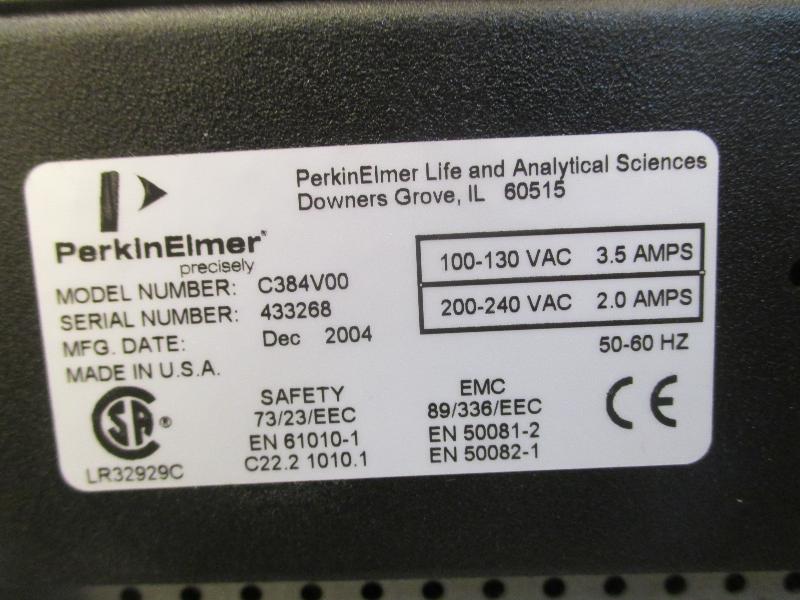 PerkinElmer Life and Analytical Sciences
Downers Grove, IL 60515
PerkinElmer®
precisely
100-130 VAC 3.5 AMPS
200-240 VAC 2.0 AMPS
50-60 HZ
MODEL NUMBER: C384V00
SERIAL NUMBER: 433268
MFG. DATE: Dec 2004
MADE IN U.S.A.
SA ®
LR32929C
SAFETY
73/23/EEC
EN 61010-1
C22.2 1010.1
EMC
89/336/EEC
EN 50081-2
EN 50082-1
CE